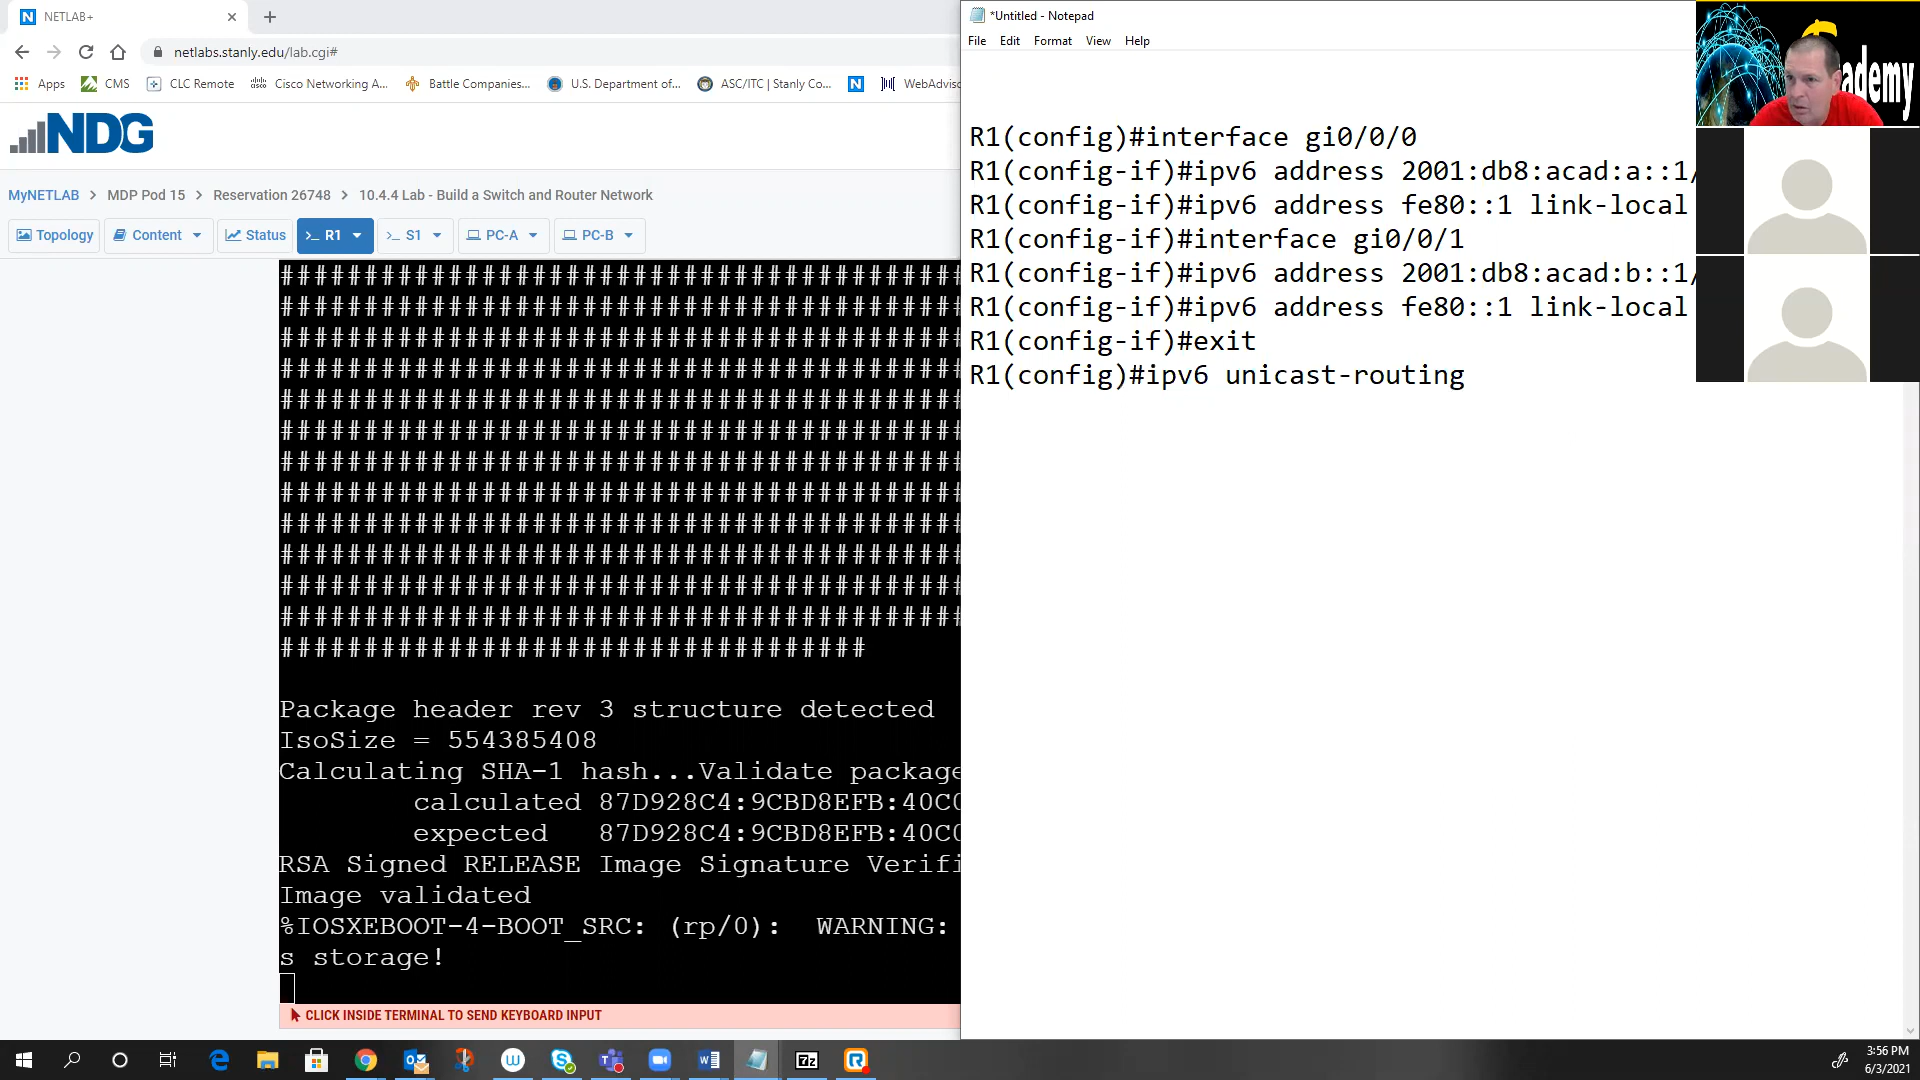 NETLAB+
netlabs.stanly.edu/lab.cgi#
Apps CMS CLC Remote Cisco Networking A... Battle Companies... U.S. Department of... ASC/ITC | Stanly Co... WebAdviso
NDG
MyNETLAB > MDP Pod 15 > Reservation 26748 > 10.4.4 Lab - Build a Switch and Router Network
Topology Content Status R1 S1 PC-A PC-B
Package header rev 3 structure detected
IsoSize = 554385408
Calculating SHA-1 hash...Validate package
calculated 87D928C4:9CBD8EFB:40C0
expected 87D928C4:9CBD8EFB:40C0
RSA Signed RELEASE Image Signature Verifi
Image validated
%IOSXEBOOT-4-BOOT_SRC: (rp/0): WARNING:
s storage!
CLICK INSIDE TERMINAL TO SEND KEYBOARD INPUT
*Untitled - Notepad
File Edit Format View Help
R1(config)#interface gi0/0/0
R1(config-if)#ipv6 address 2001:db8:acad:a::1/
R1(config-if)#ipv6 address fe80::1 link-local
R1(config-if)#interface gi0/0/1
R1(config-if)#ipv6 address 2001:db8:acad:b::1/
R1(config-if)#ipv6 address fe80::1 link-local
R1(config-if)#exit
R1(config)#ipv6 unicast-routing
ademy
3:56 PM
6/3/2021